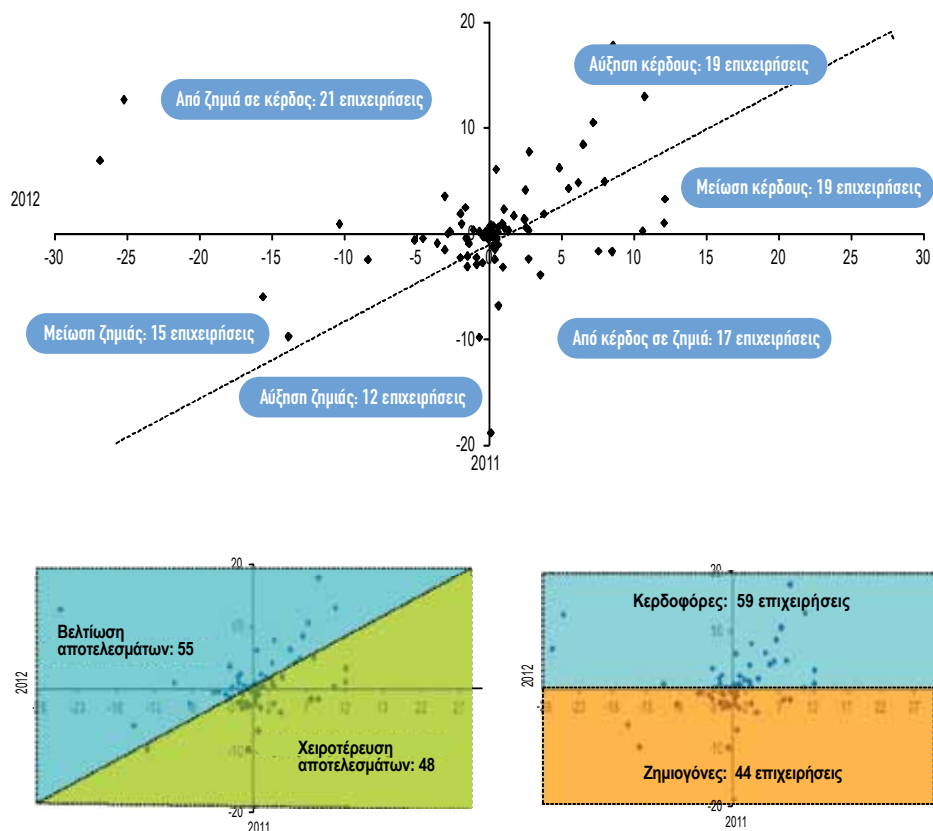 20
Αύξηση κέρδους: 19 επιχειρήσεις
Από ζημιά σε κέρδος: 21 επιχειρήσεις
10
2012
Μείωση κέρδους: 19 επιχειρήσεις
-30 -25 -20 -15 -10 -5 0 5 10 15 20 25 30
Μείωση ζημιάς: 15 επιχειρήσεις
-10
Από κέρδος σε ζημιά: 17 επιχειρήσεις
Αύξηση ζημιάς: 12 επιχειρήσεις
-20
2011
20
Βελτίωση
αποτελεσμάτων: 55
2012
Χειροτέρευση
αποτελεσμάτων: 48
-20
2011
20
Κερδοφόρες: 59 επιχειρήσεις
2012
Ζημιογόνες: 44 επιχειρήσεις
-20
2011